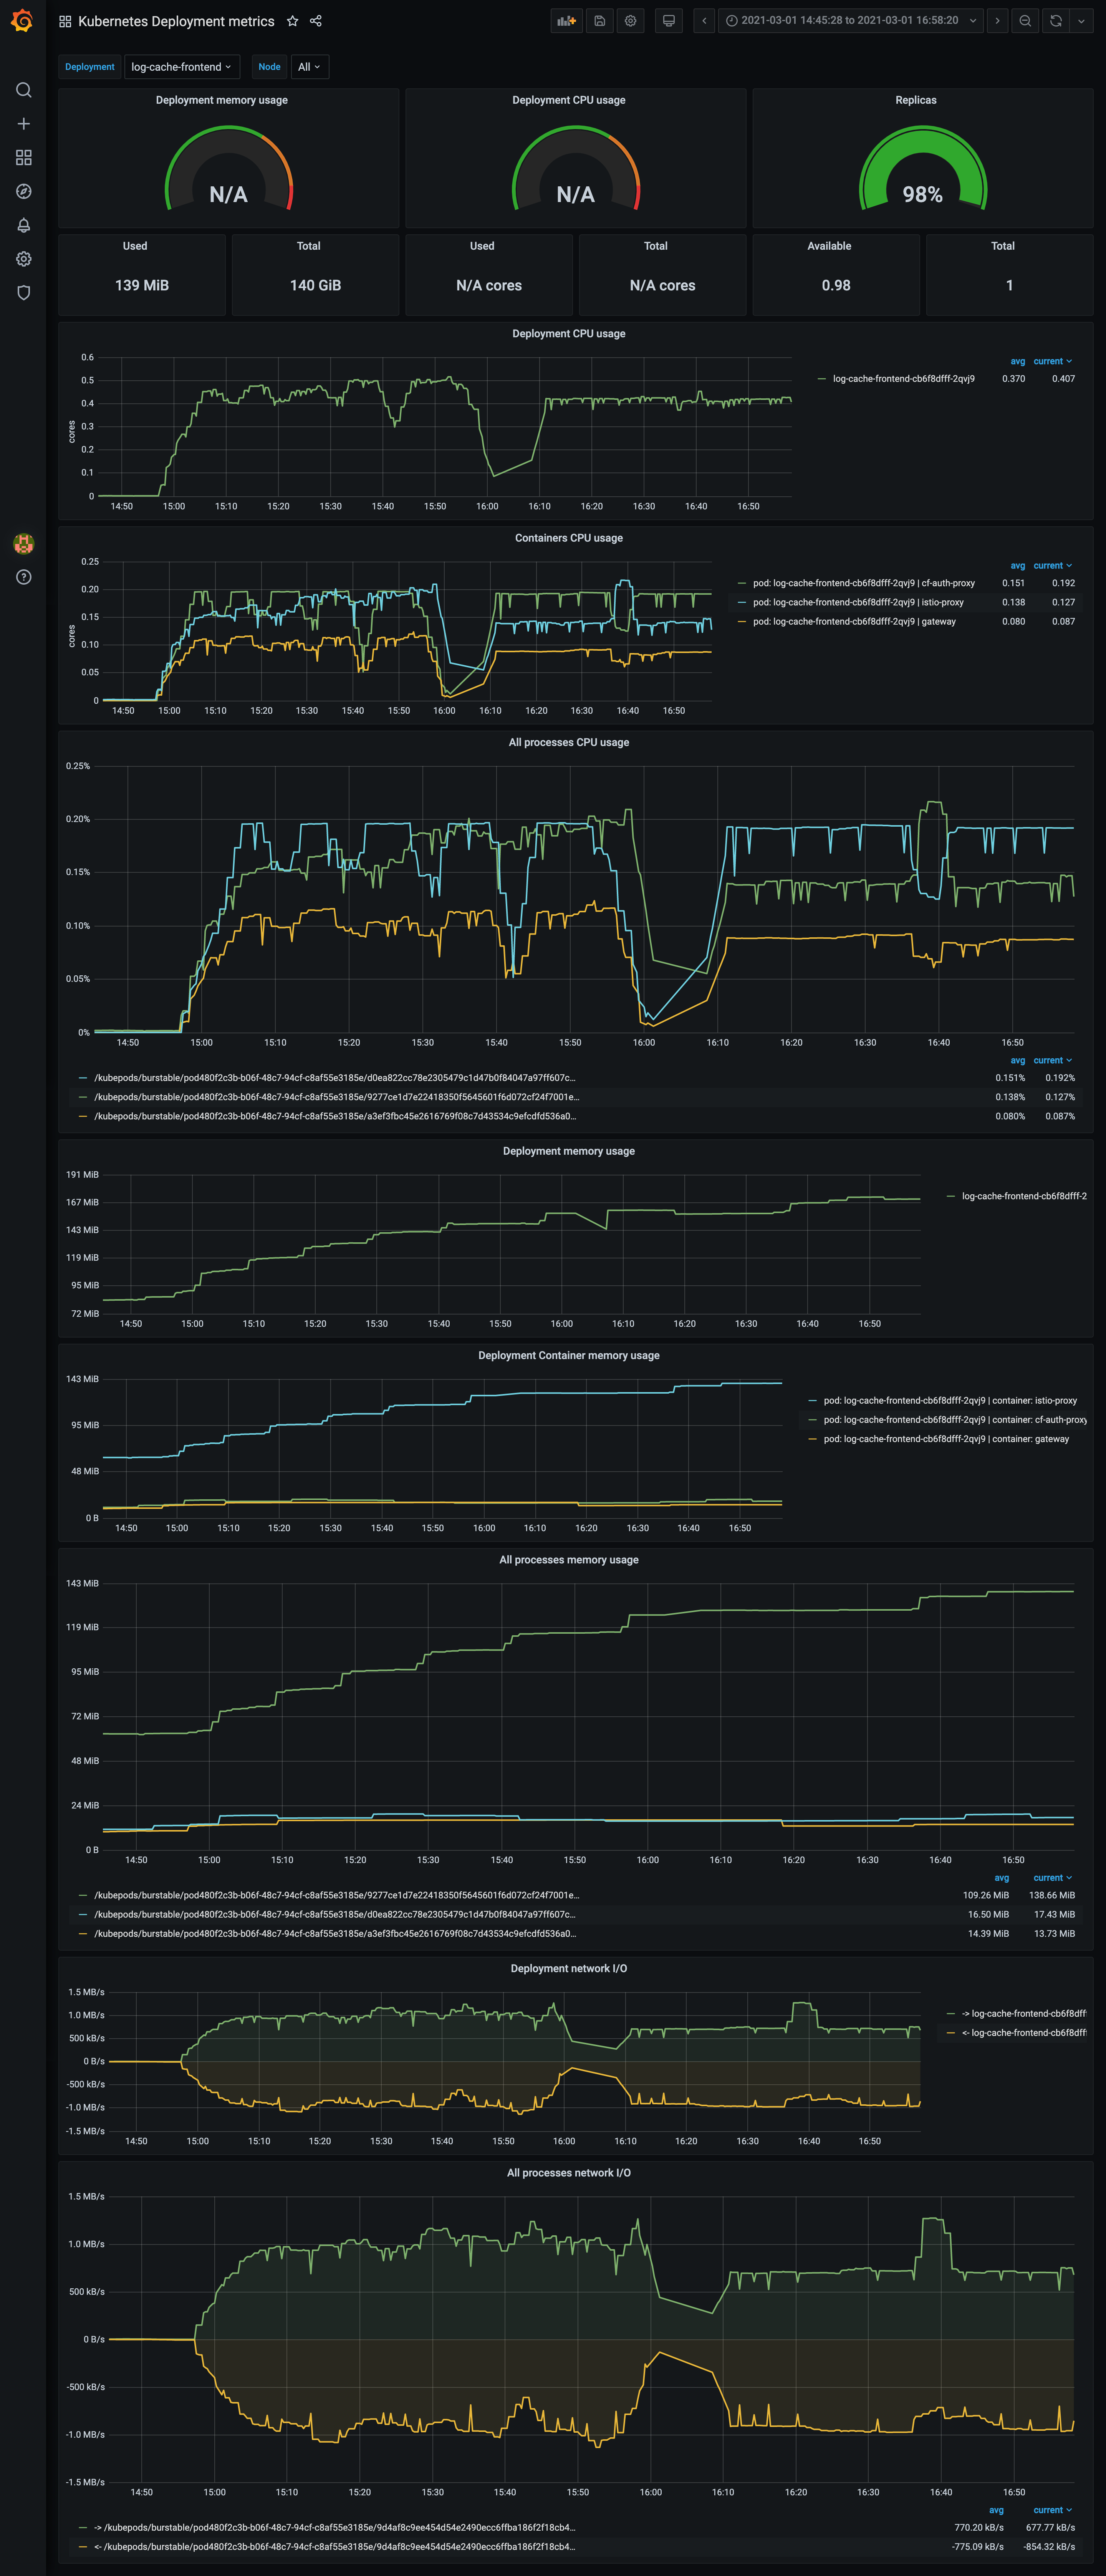 Kubernetes Deployment metrics
2021-03-01 14:45:28 to 2021-03-01 16:58:20
Deployment log-cache-frontend Node All
Deployment memory usage Deployment CPU usage Replicas
N/A N/A 98%
Used Total Used Total Available Total
139 MiB 140 GiB N/A cores N/A cores 0.98 1
Deployment CPU usage
cores
0.6
0.5
0.4
0.3
0.2
0.1
0
14:50 15:00 15:10 15:20 15:30 15:40 15:50 16:00 16:10 16:20 16:30 16:40 16:50
avg current
log-cache-frontend-cb6f8dfff-2qvj9 0.370 0.407
Containers CPU usage
cores
0.25
0.20
0.15
0.10
0.05
0
14:50 15:00 15:10 15:20 15:30 15:40 15:50 16:00 16:10 16:20 16:30 16:40 16:50
avg current
pod: log-cache-frontend-cb6f8dfff-2qvj9 | cf-auth-proxy 0.151 0.192
pod: log-cache-frontend-cb6f8dfff-2qvj9 | istio-proxy 0.138 0.127
pod: log-cache-frontend-cb6f8dfff-2qvj9 | gateway 0.080 0.087
All processes CPU usage
0.25%
0.20%
0.15%
0.10%
0.05%
0%
14:50 15:00 15:10 15:20 15:30 15:40 15:50 16:00 16:10 16:20 16:30 16:40 16:50
avg current
/kubepods/burstable/pod480f2c3b-b06f-48c7-94cf-c8af55e3185e/d0ea822cc78e2305479c1d47b0f84047a97ff607c... 0.151% 0.192%
/kubepods/burstable/pod480f2c3b-b06f-48c7-94cf-c8af55e3185e/9277ce1d7e22418350f5645601f6d072cf24f7001e... 0.138% 0.127%
/kubepods/burstable/pod480f2c3b-b06f-48c7-94cf-c8af55e3185e/a3ef3fbc45e2616769f08c7d43534c9efcdfd536a0... 0.080% 0.087%
Deployment memory usage
191 MiB
167 MiB
143 MiB
119 MiB
95 MiB
72 MiB
14:50 15:00 15:10 15:20 15:30 15:40 15:50 16:00 16:10 16:20 16:30 16:40 16:50
log-cache-frontend-cb6f8dfff-2
Deployment Container memory usage
143 MiB
95 MiB
48 MiB
0 B
14:50 15:00 15:10 15:20 15:30 15:40 15:50 16:00 16:10 16:20 16:30 16:40 16:50
pod: log-cache-frontend-cb6f8dfff-2qvj9 | container: istio-proxy
pod: log-cache-frontend-cb6f8dfff-2qvj9 | container: cf-auth-proxy
pod: log-cache-frontend-cb6f8dfff-2qvj9 | container: gateway
All processes memory usage
143 MiB
119 MiB
95 MiB
72 MiB
48 MiB
24 MiB
0 B
14:50 15:00 15:10 15:20 15:30 15:40 15:50 16:00 16:10 16:20 16:30 16:40 16:50
avg current
/kubepods/burstable/pod480f2c3b-b06f-48c7-94cf-c8af55e3185e/9277ce1d7e22418350f5645601f6d072cf24f7001e... 109.26 MiB 138.66 MiB
/kubepods/burstable/pod480f2c3b-b06f-48c7-94cf-c8af55e3185e/d0ea822cc78e2305479c1d47b0f84047a97ff607c... 16.50 MiB 17.43 MiB
/kubepods/burstable/pod480f2c3b-b06f-48c7-94cf-c8af55e3185e/a3ef3fbc45e2616769f08c7d43534c9efcdfd536a0... 14.39 MiB 13.73 MiB
Deployment network I/O
1.5 MB/s
1.0 MB/s
500 kB/s
0 B/s
-500 kB/s
-1.0 MB/s
-1.5 MB/s
14:50 15:00 15:10 15:20 15:30 15:40 15:50 16:00 16:10 16:20 16:30 16:40 16:50
-> log-cache-frontend-cb6f8dff
<- log-cache-frontend-cb6f8dff
All processes network I/O
1.5 MB/s
1.0 MB/s
500 kB/s
0 B/s
-500 kB/s
-1.0 MB/s
-1.5 MB/s
14:50 15:00 15:10 15:20 15:30 15:40 15:50 16:00 16:10 16:20 16:30 16:40 16:50
avg current
-> /kubepods/burstable/pod480f2c3b-b06f-48c7-94cf-c8af55e3185e/9d4af8c9ee454d54e2490ecc6ffba186f2f18cb4... 770.20 kB/s 677.77 kB/s
<- /kubepods/burstable/pod480f2c3b-b06f-48c7-94cf-c8af55e3185e/9d4af8c9ee454d54e2490ecc6ffba186f2f18cb4... -775.09 kB/s -854.32 kB/s